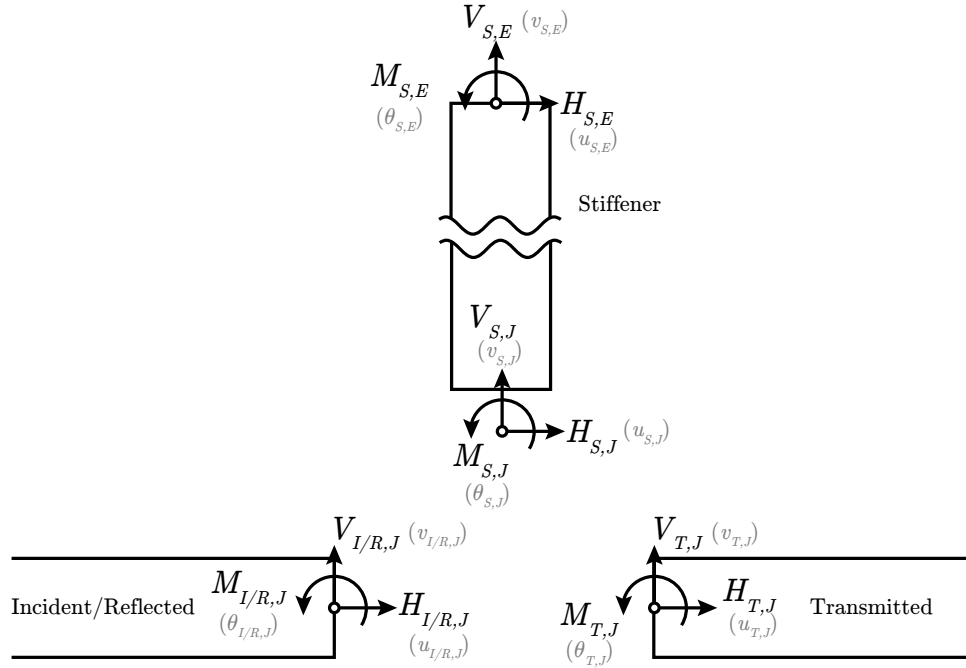 V_{S,E} (v_{S,E})
M_{S,E}
(θ_{S,E})
H_{S,E}
(u_{S,E})
Stiffener
V_{S,J}
(v_{S,J})
H_{S,J} (u_{S,J})
M_{S,J}
(θ_{S,J})
V_{I/R,J} (v_{I/R,J})
M_{I/R,J}
(θ_{I/R,J})
H_{I/R,J}
(u_{I/R,J})
Incident/Reflected
V_{T,J} (v_{T,J})
H_{T,J}
(u_{T,J})
M_{T,J}
(θ_{T,J})
Transmitted